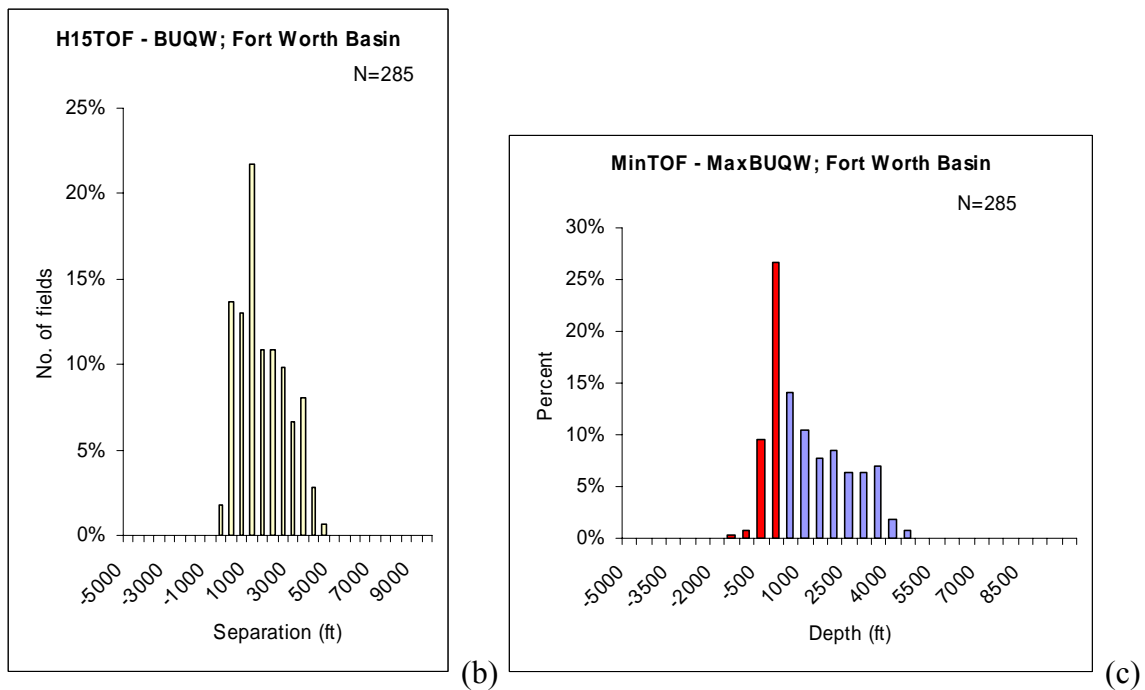 H15TOF - BUQW; Fort Worth Basin
N=285
25%
20%
15%
10%
5%
0%
No. of fields
-5000 -3000 -1000 1000 3000 5000 7000 9000
Separation (ft)
(b)
MinTOF - MaxBUQW; Fort Worth Basin
N=285
30%
25%
20%
15%
10%
5%
0%
Percent
-5000 -3500 -2000 -500 1000 2500 4000 5500 7000 8500
Depth (ft)
(c)